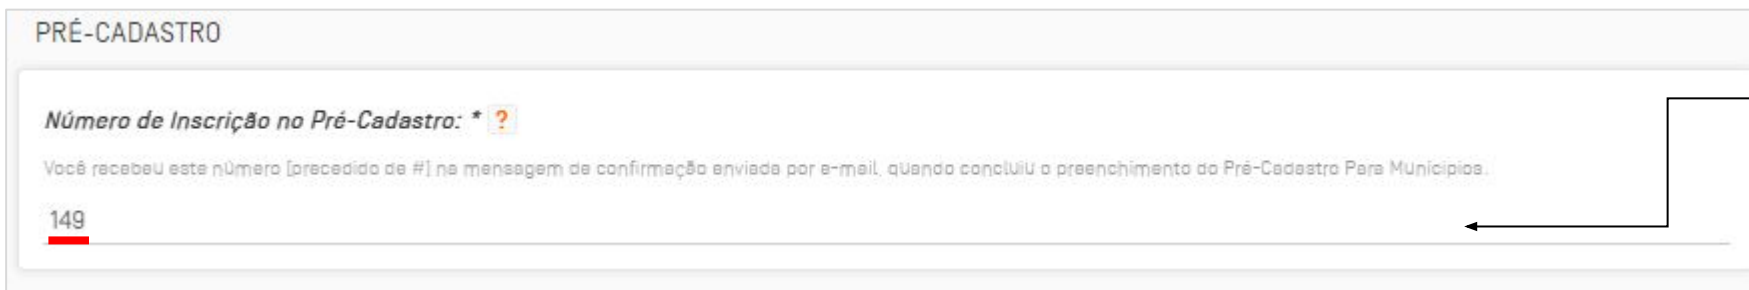 PRÉ-CADASTRO
Número de Inscrição no Pré-Cadastro: * ?
Você recebeu este número [precedido de #] na mensagem de confirmação enviada por e-mail, quando concluiu o preenchimento do Pré-Cadastro Para Municípios.
149